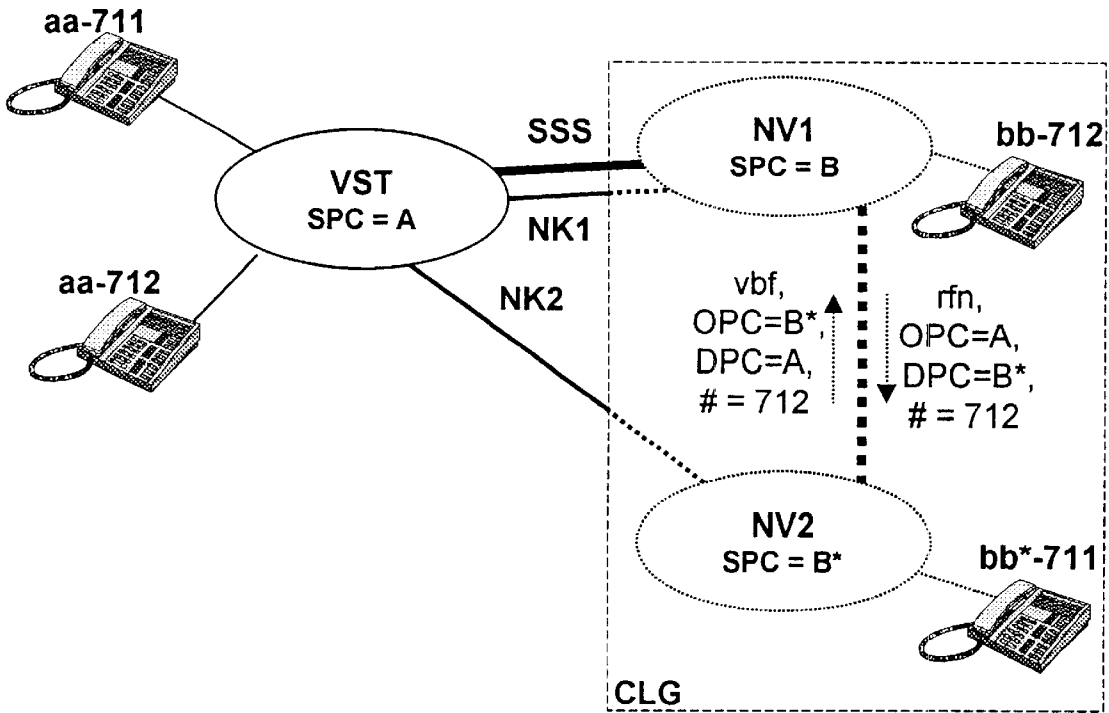 aa-711
SSS
NV1
SPC = B
bb-712
VST
SPC = A
NK1
aa-712
NK2
vbf,
OPC=B*,
DPC=A,
# = 712
rfn,
OPC=A,
DPC=B*,
# = 712
NV2
SPC = B*
bb*-711
CLG